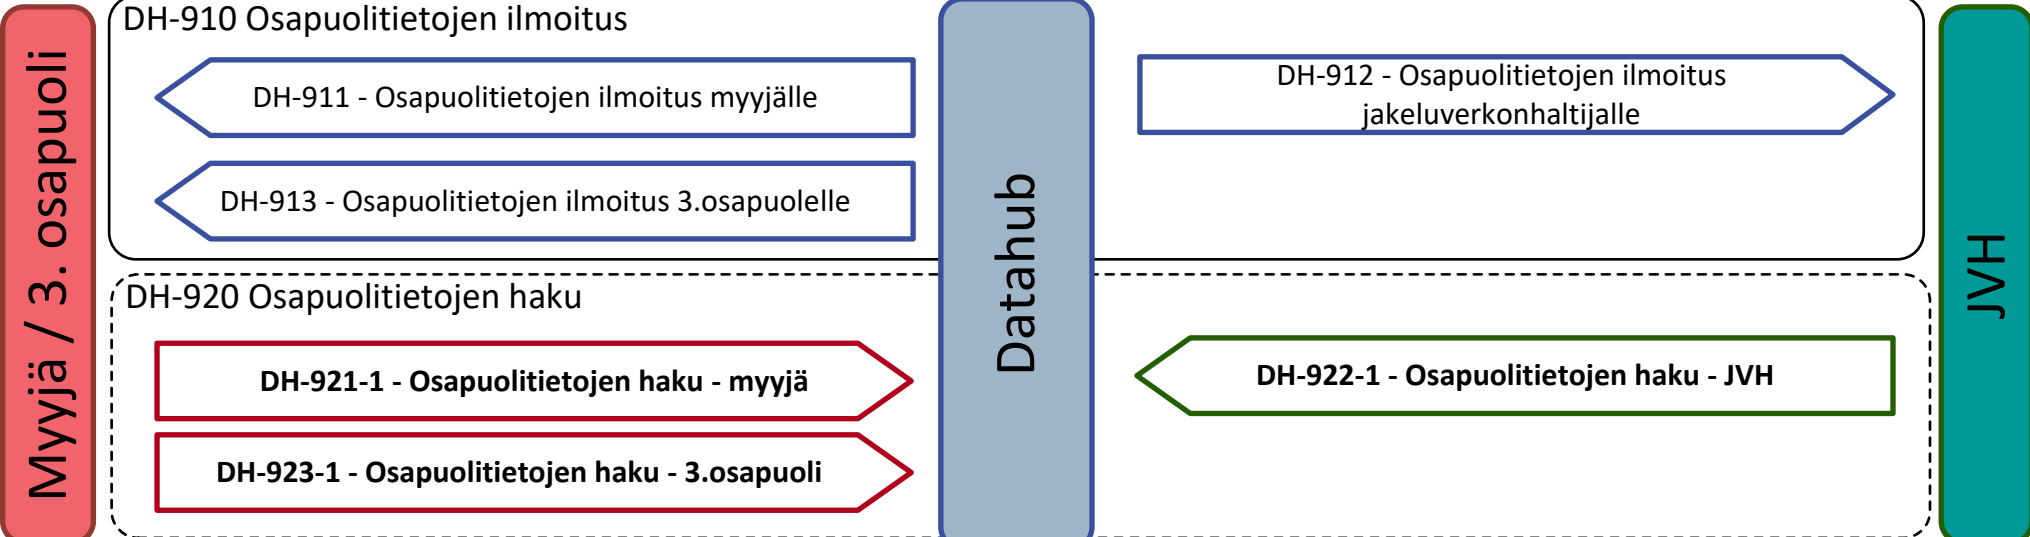 Myyjä / 3. osapuoli
DH-910 Osapuolitietojen ilmoitus
DH-911 - Osapuolitietojen ilmoitus myyjälle
DH-913 - Osapuolitietojen ilmoitus 3.osapuolelle
DH-920 Osapuolitietojen haku
DH-921-1 - Osapuolitietojen haku - myyjä
DH-923-1 - Osapuolitietojen haku - 3.osapuoli
Datahub
DH-912 - Osapuolitietojen ilmoitus
jakeluverkonhaltijalle
DH-922-1 - Osapuolitietojen haku - JVH
JVH